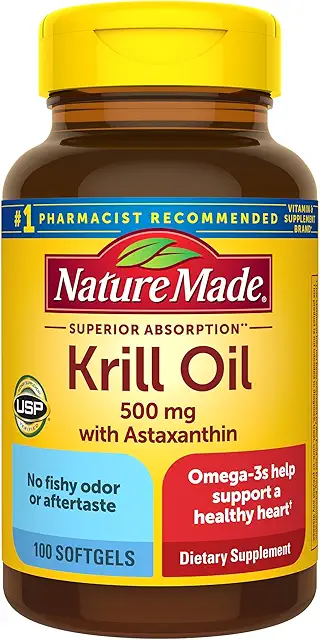 #1 PHARMACIST RECOMMENDED VITAMIN & SUPPLEMENT BRAND
Nature Made®
SUPERIOR ABSORPTION**
Krill Oil
500 mg
with Astaxanthin
USP
No fishy odor
or aftertaste
100 SOFTGELS
Omega-3s help
support a
healthy heart†
Dietary Supplement